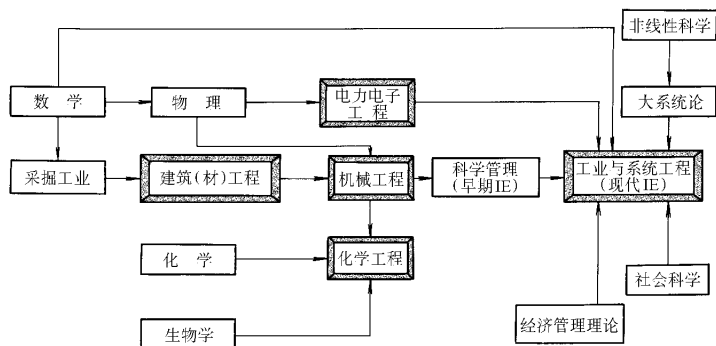 非线性科学
数 学
物 理
电力电子
工 程
大系统论
采掘工业
建筑(材)工程
机械工程
科学管理
(早期IE)
工业与系统工程
(现代IE)
化 学
化学工程
社会科学
生物学
经济管理理论